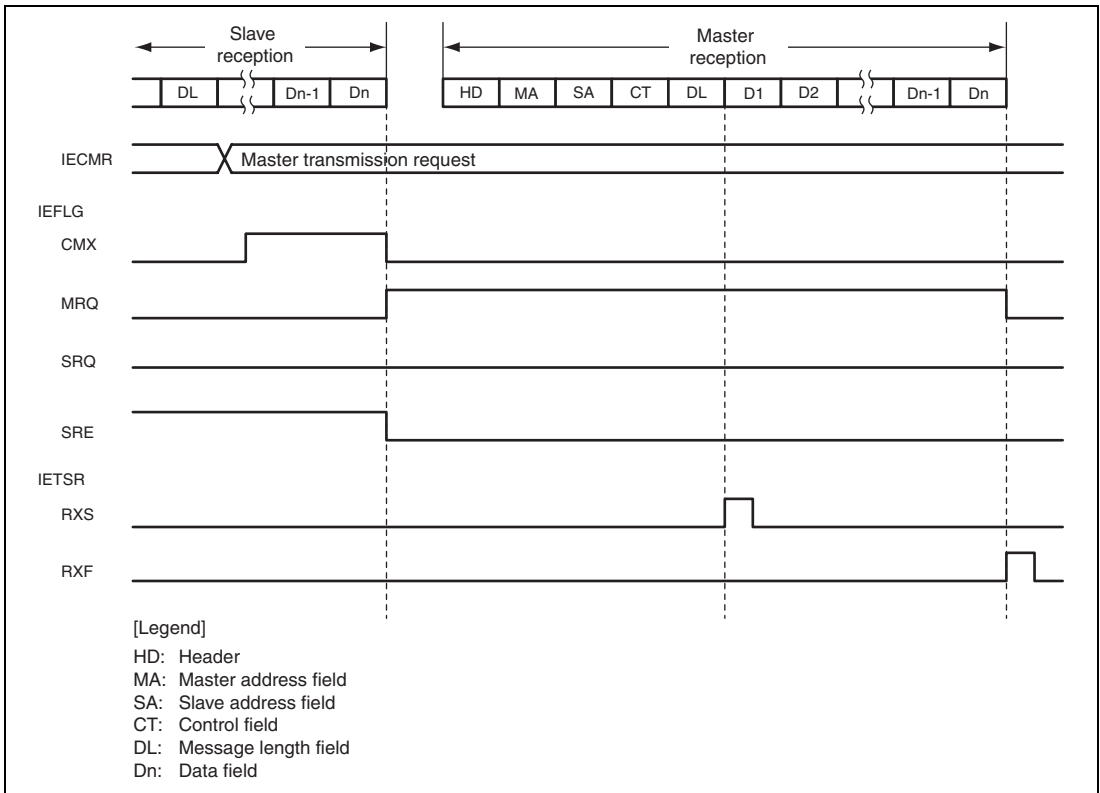 Slave
reception
Master
reception
DL Dn-1 Dn HD MA SA CT DL D1 D2 Dn-1 Dn
IECMR Master transmission request
IEFLG
CMX
MRQ
SRQ
SRE
IETSR
RXS
RXF
[Legend]
HD: Header
MA: Master address field
SA: Slave address field
CT: Control field
DL: Message length field
Dn: Data field